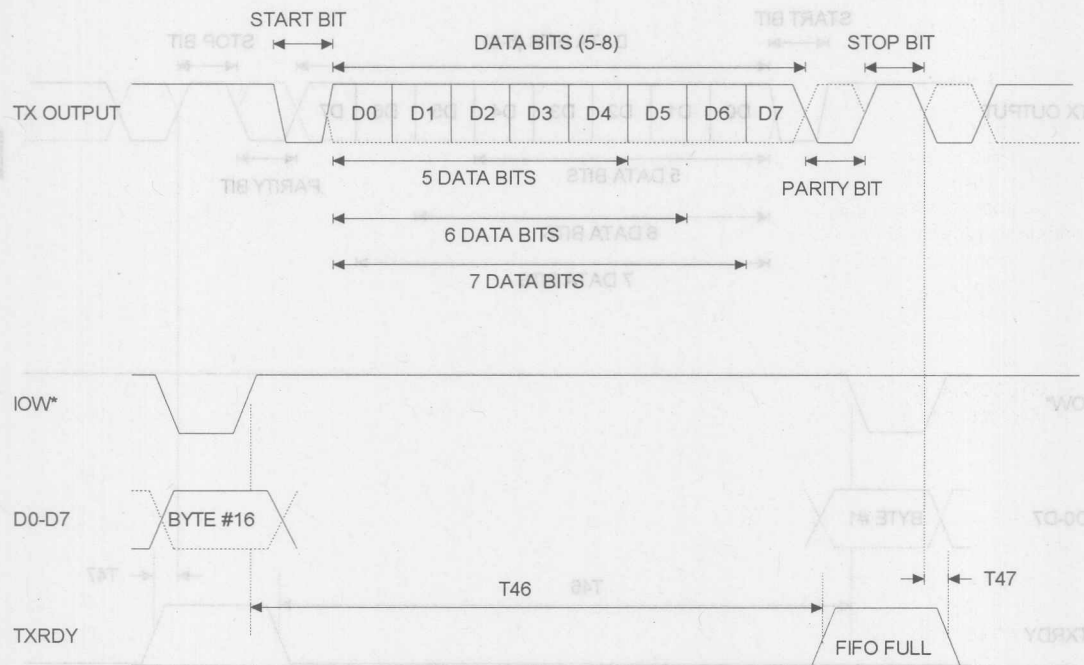 START BIT
DATA BITS (5-8)
STOP BIT
TX OUTPUT
D0 D1 D2 D3 D4 D5 D6 D7
5 DATA BITS
PARITY BIT
6 DATA BITS
7 DATA BITS
IOW*
D0-D7
BYTE #16
T46
T47
TXRDY
FIFO FULL